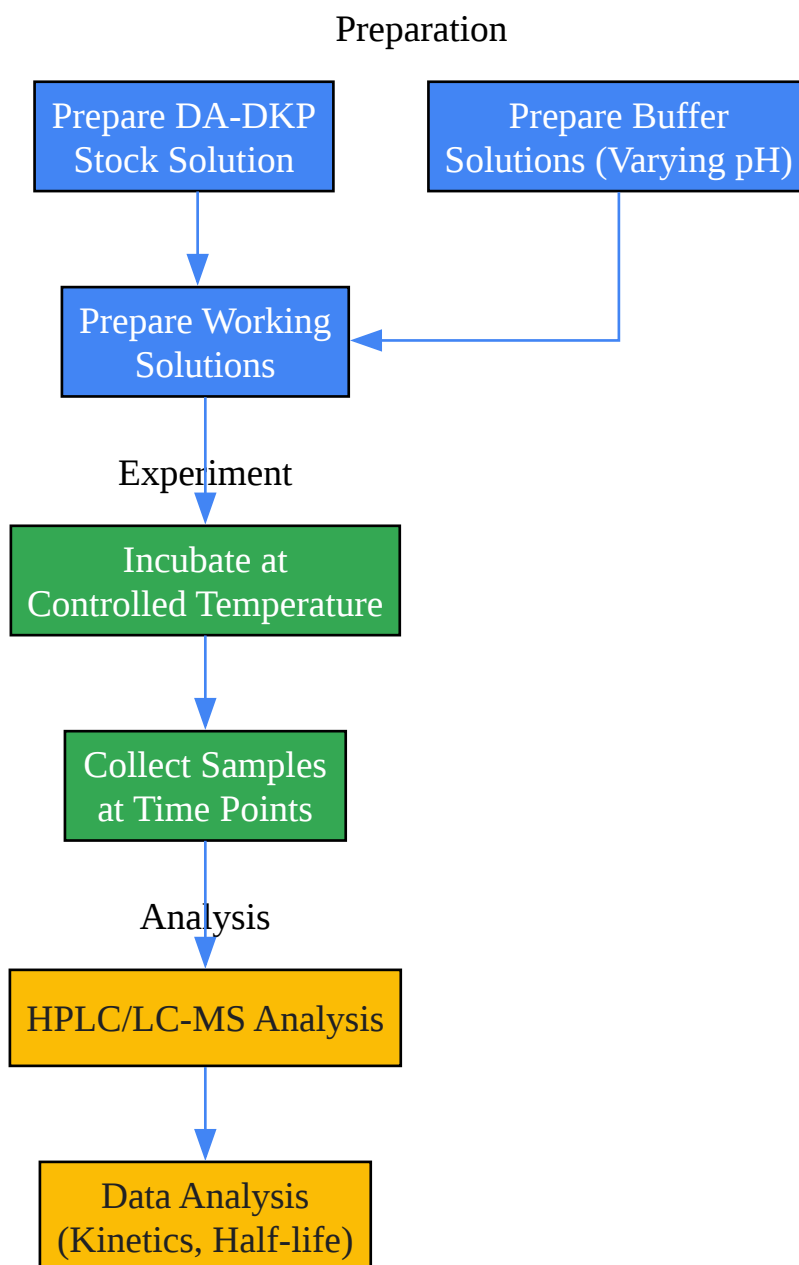 Preparation
Prepare DA-DKP
Stock Solution
Prepare Buffer
Solutions (Varying pH)
Prepare Working
Solutions
Experiment
Incubate at
Controlled Temperature
Collect Samples
at Time Points
Analysis
HPLC/LC-MS Analysis
Data Analysis
(Kinetics, Half-life)